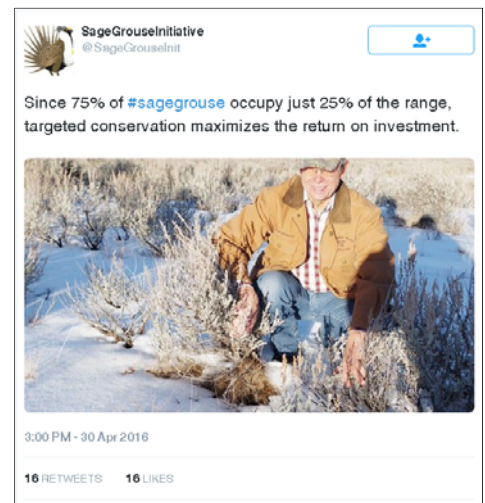 SageGrouseInitiative
@SageGrouseInit
Since 75% of #sagegrouse occupy just 25% of the range,
targeted conservation maximizes the return on investment.
3:00 PM - 30 Apr 2016
16 RETWEETS 16 LIKES